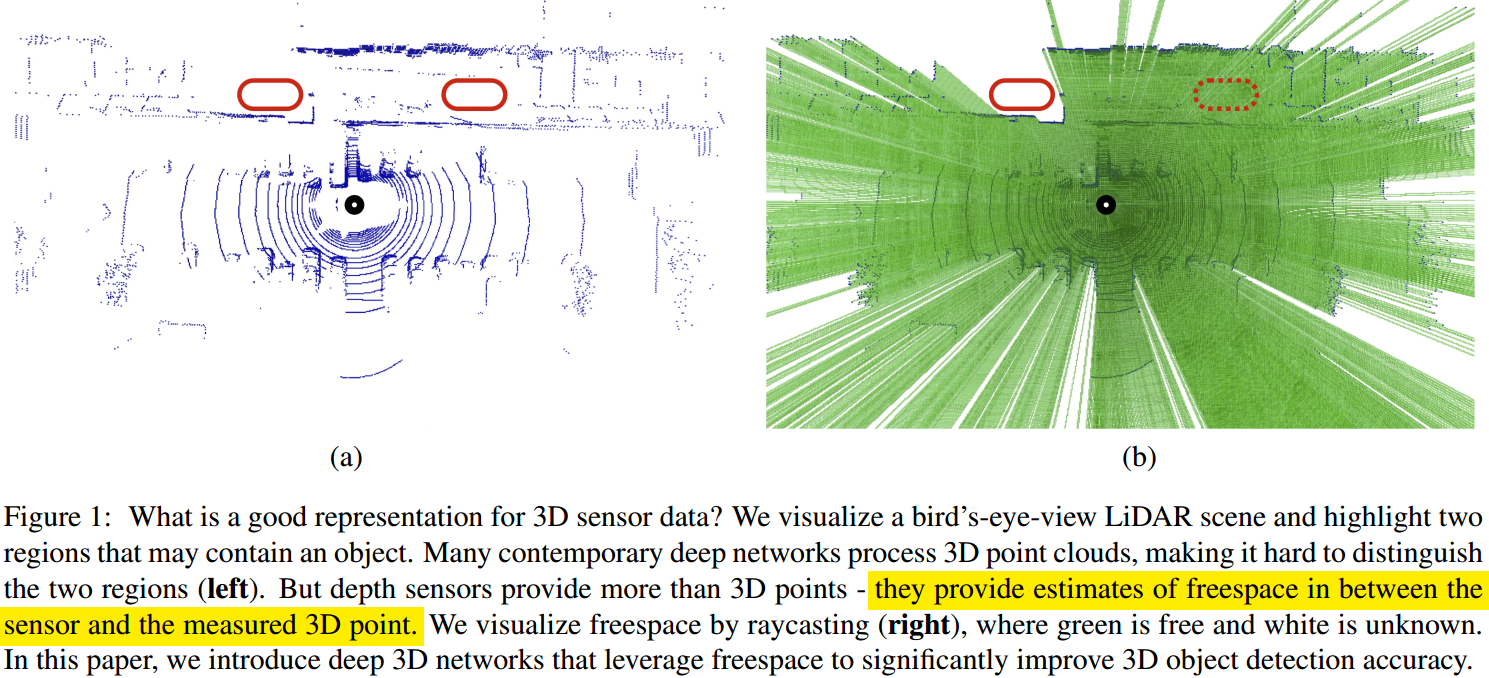 (a)
(b)
Figure 1: What is a good representation for 3D sensor data? We visualize a bird's-eye-view LiDAR scene and highlight two
regions that may contain an object. Many contemporary deep networks process 3D point clouds, making it hard to distinguish
the two regions (left). But depth sensors provide more than 3D points - they provide estimates of freespace in between the
sensor and the measured 3D point. We visualize freespace by raycasting (right), where green is free and white is unknown.
In this paper, we introduce deep 3D networks that leverage freespace to significantly improve 3D object detection accuracy.